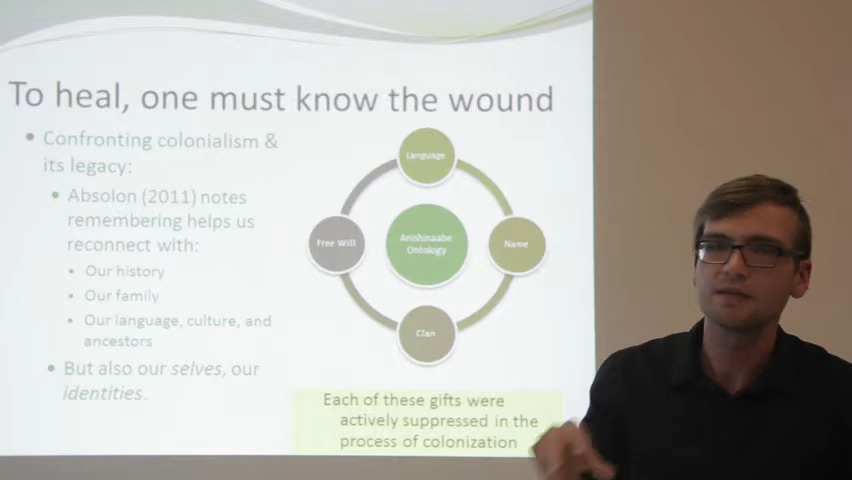 To heal, one must know the wound
• Confronting colonialism &
its legacy:
• Absolon (2011) notes
remembering helps us
reconnect with:
• Our history
• Our family
• Our language, culture, and
ancestors
• But also our selves, our
identities.
Language
Free Will
Anishinaabe
Ontology
Name
Clan
Each of these gifts were
actively suppressed in the
process of colonization